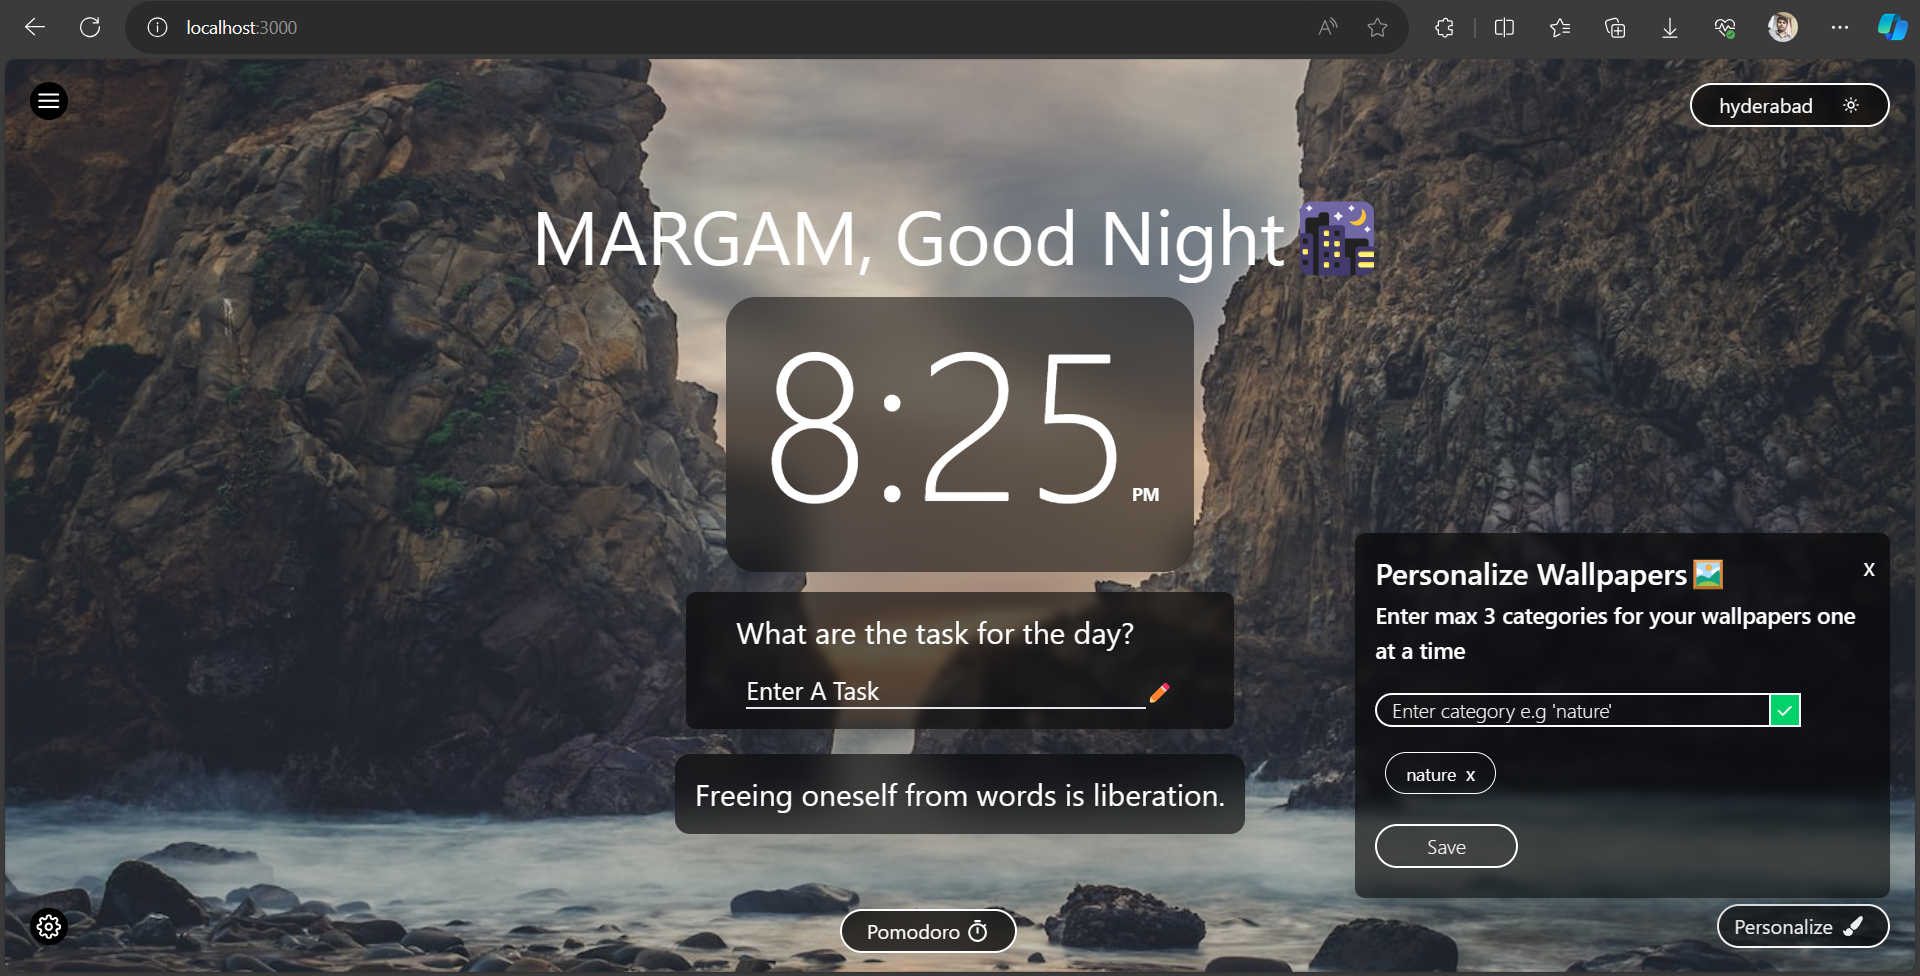 localhost:3000
hyderabad
MARGAM, Good Night
8:25 PM
What are the task for the day?
Enter A Task
Freeing oneself from words is liberation.
Pomodoro
Personalize Wallpapers
x
Enter max 3 categories for your wallpapers one
at a time
Enter category e.g 'nature'
nature x
Save
Personalize